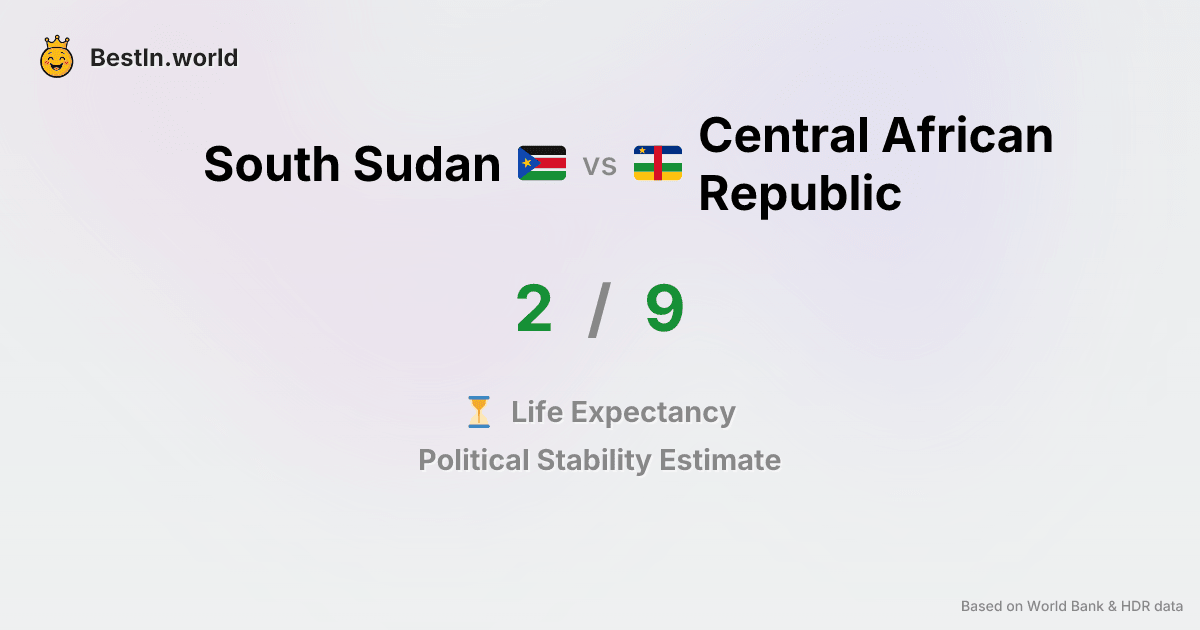 BestIn.world
South Sudan vs Central African
Republic
2 / 9
Life Expectancy
Political Stability Estimate
Based on World Bank & HDR data